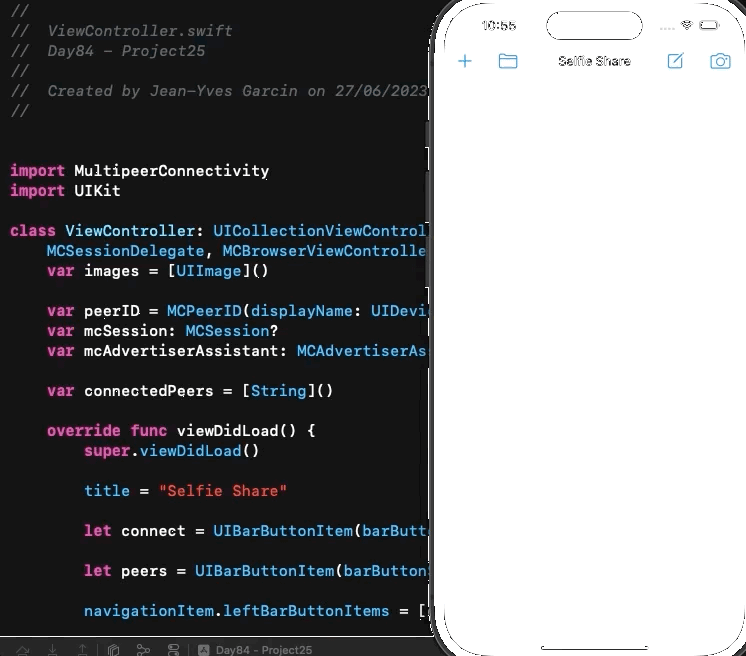 //
//  ViewController.swift
//  Day84 - Project25
//
//  Created by Jean-Yves Garcin on 27/06/2023
//
import MultipeerConnectivity
import UIKit
class ViewController: UICollectionViewControl
MCSessionDelegate, MCBrowserViewControlle
var images = [UIImage]()
var peerID = MCPeerID(displayName: UIDevi
var mcSession: MCSession?
var mcAdvertiserAssistant: MCAdvertiserAs
var connectedPeers = [String]()
override func viewDidLoad() {
super.viewDidLoad()
title = "Selfie Share"
let connect = UIBarButtonItem(barButt
let peers = UIBarButtonItem(barButton
navigationItem.leftBarButtonItems = [
Day84 - Project25
10:55
Selfie Share